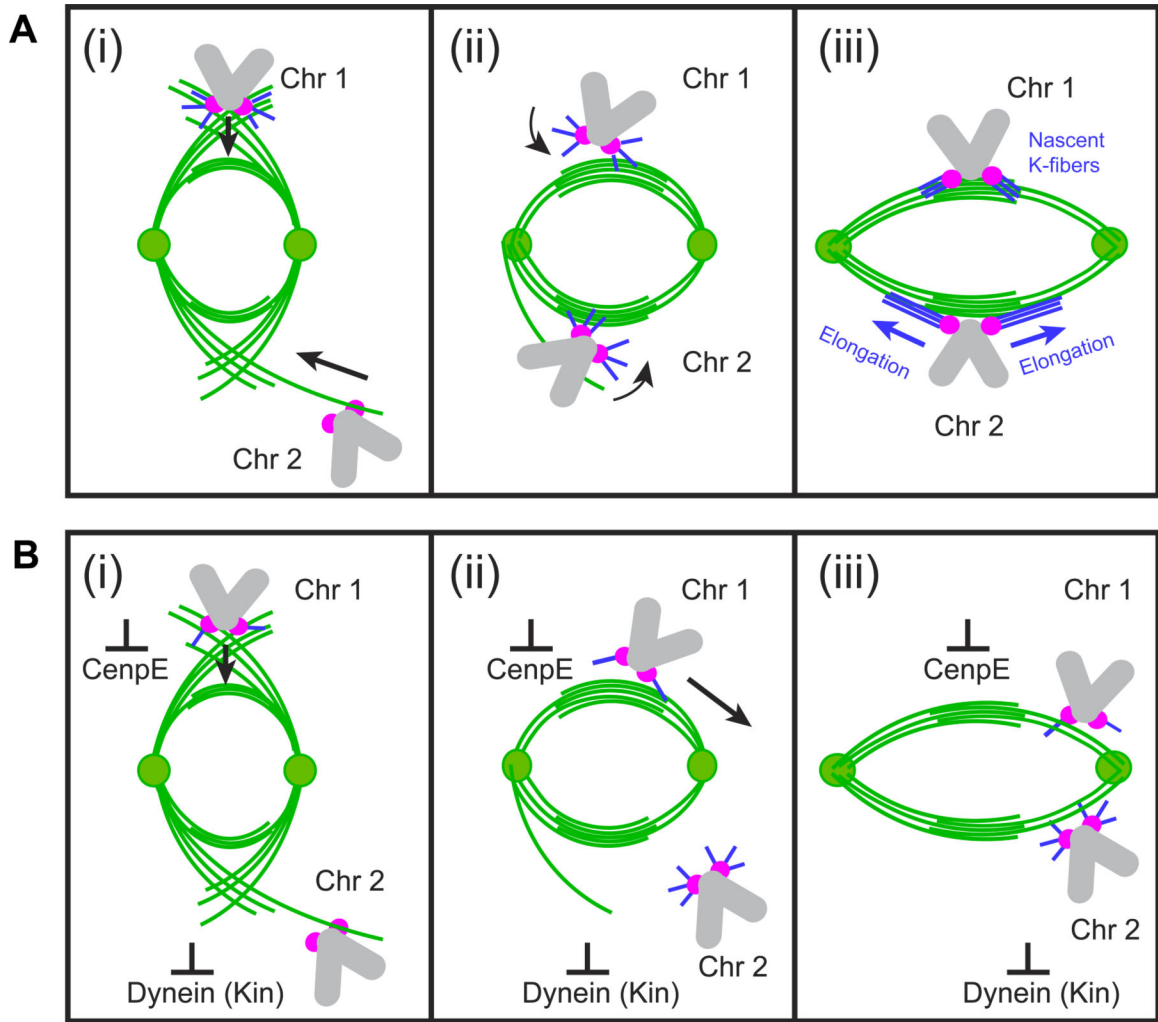 A
(i)
Chr 1
Chr 2
(ii)
Chr 1
Chr 2
(iii)
Chr 1
Nascent
K-fibers
Elongation
Elongation
Chr 2
B
(i)
Chr 1
CenpE
Chr 2
Dynein (Kin)
(ii)
Chr 1
CenpE
Chr 2
Dynein (Kin)
(iii)
Chr 1
CenpE
Chr 2
Dynein (Kin)